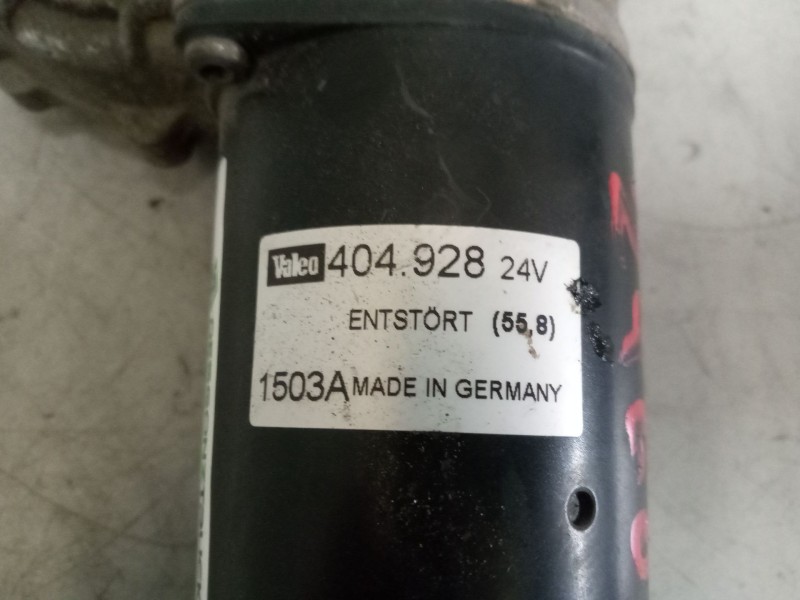 Valeo 404.928 24V
ENTSTÖRT (55,8)
1503A MADE IN GERMANY